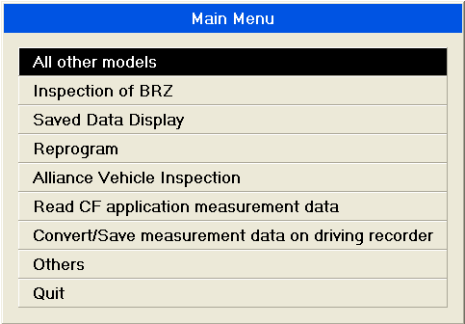 Main Menu
All other models
Inspection of BRZ
Saved Data Display
Reprogram
Alliance Vehicle Inspection
Read CF application measurement data
Convert/Save measurement data on driving recorder
Others
Quit